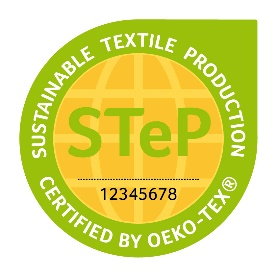 SUSTAINABLE TEXTILE PRODUCTION
STeP
12345678
CERTIFIED BY OEKO-TEX®